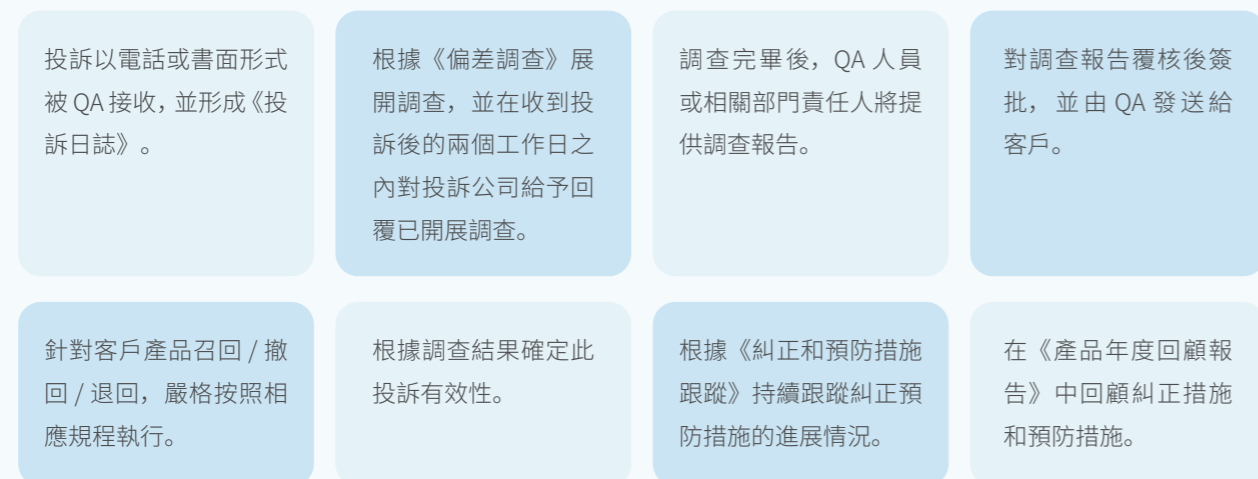 投訴以電話或書面形式
被 QA 接收，並形成《投
訴日誌》。
根據《偏差調查》展
開調查，並在收到投
訴後的兩個工作日之
內對投訴公司給予回
覆已開展調查。
調查完畢後，QA 人員
或相關部門責任人將提
供調查報告。
對調查報告覆核後簽
批，並由 QA 發送給
客戶。
針對客戶產品召回 / 撤
回 / 退回，嚴格按照相
應規程執行。
根據調查結果確定此
投訴有效性。
根據《糾正和預防措施
跟蹤》持續跟蹤糾正預
防措施的進展情況。
在《產品年度回顧報
告》中回顧糾正措施
和預防措施。